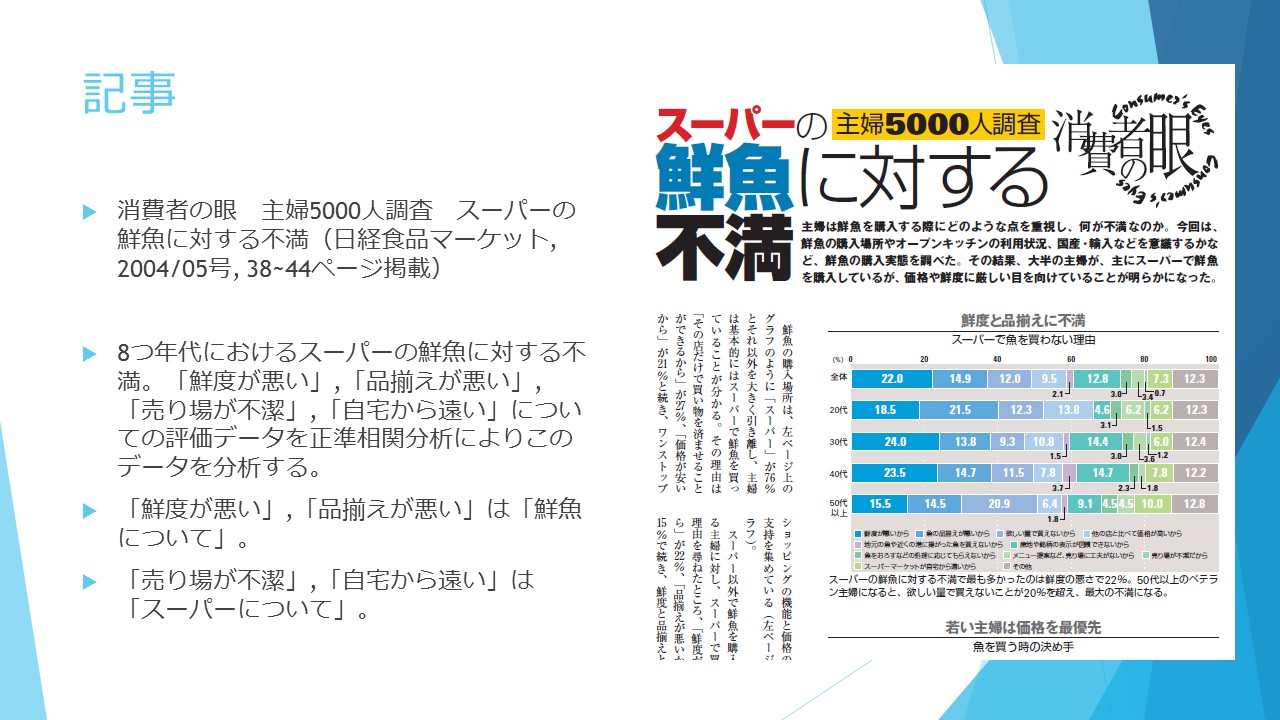 記事
消費者の眼　主婦5000人調査　スーパーの
鮮魚に対する不満（日経食品マーケット,
2004/05号, 38~44ページ掲載）
8つ年代におけるスーパーの鮮魚に対する不
満。「鮮度が悪い」,「品揃えが悪い」,
「売り場が不潔」,「自宅から遠い」につい
ての評価データを正準相関分析によりこの
データを分析する。
「鮮度が悪い」,「品揃えが悪い」は「鮮魚
について」。
「売り場が不潔」,「自宅から遠い」は
「スーパーについて」。
スーパーの 主婦5000人調査
鮮魚に対する
不満
消費者の眼
Consumer's Eyes
Consumer's Eyes
主婦は鮮魚を購入する際にどのような点を重視し、何が不満なのか。今回は、
鮮魚の購入場所やオープンキッチンの利用状況、国産・輸入などを意識するかな
ど、鮮魚の購入実態を調べた。その結果、大半の主婦が、主にスーパーで鮮魚
を購入しているが、価格や鮮度に厳しい目を向けていることが明らかになった。
鮮魚の購入場所は、左ページ上の
グラフのように「スーパー」が76％
とそれ以外を大きく引き離し、主婦
は基本的にはスーパーで鮮魚を買っ
ていることが分かる。その理由は
「その店だけで買い物を済ませること
ができるから」が27％、「価格が安い
から」が21％と続き、ワンストップ
ショッピングの機能と価格の
支持を集めている（左ページ
ラフ）。
スーパー以外で鮮魚を購入
る主婦に対し、スーパーで買
理由を尋ねたところ、「鮮度が
ら」が22％、「品揃えが悪いか
15％で続き、鮮度と品揃えと
鮮度と品揃えに不満
スーパーで魚を買わない理由
(%) 0 20 40 60 80 100
全体 22.0 14.9 12.0 9.5 2.1 12.8 3.0 3.4 0.7 7.3 12.3
20代 18.5 21.5 12.3 13.8 4.6 3.1 6.2 1.5 6.2 12.3
30代 24.0 13.8 9.3 10.8 1.5 14.4 3.0 3.6 1.2 6.0 12.4
40代 23.5 14.7 11.5 7.8 3.7 14.7 2.3 1.8 7.8 12.2
50代以上 15.5 14.5 20.9 6.4 1.8 9.1 4.5 4.5 10.0 12.8
鮮度が悪いから 魚の品揃えが悪いから 欲しい量で買えないから 他の店と比べて価格が高いから
地元の魚や近くの港に揚がった魚を買えないから 産地や銘柄の表示が信頼できないから
魚をおろすなどの処理に応じてもらえないから メニュー提案など、売り場に工夫がないから 売り場が不潔だから
スーパーマーケットが自宅から遠いから その他
スーパーの鮮魚に対する不満で最も多かったのは鮮度の悪さで22％。50代以上のベテラ
ン主婦になると、欲しい量で買えないことが20％を超え、最大の不満になる。
若い主婦は価格を最優先
魚を買う時の決め手